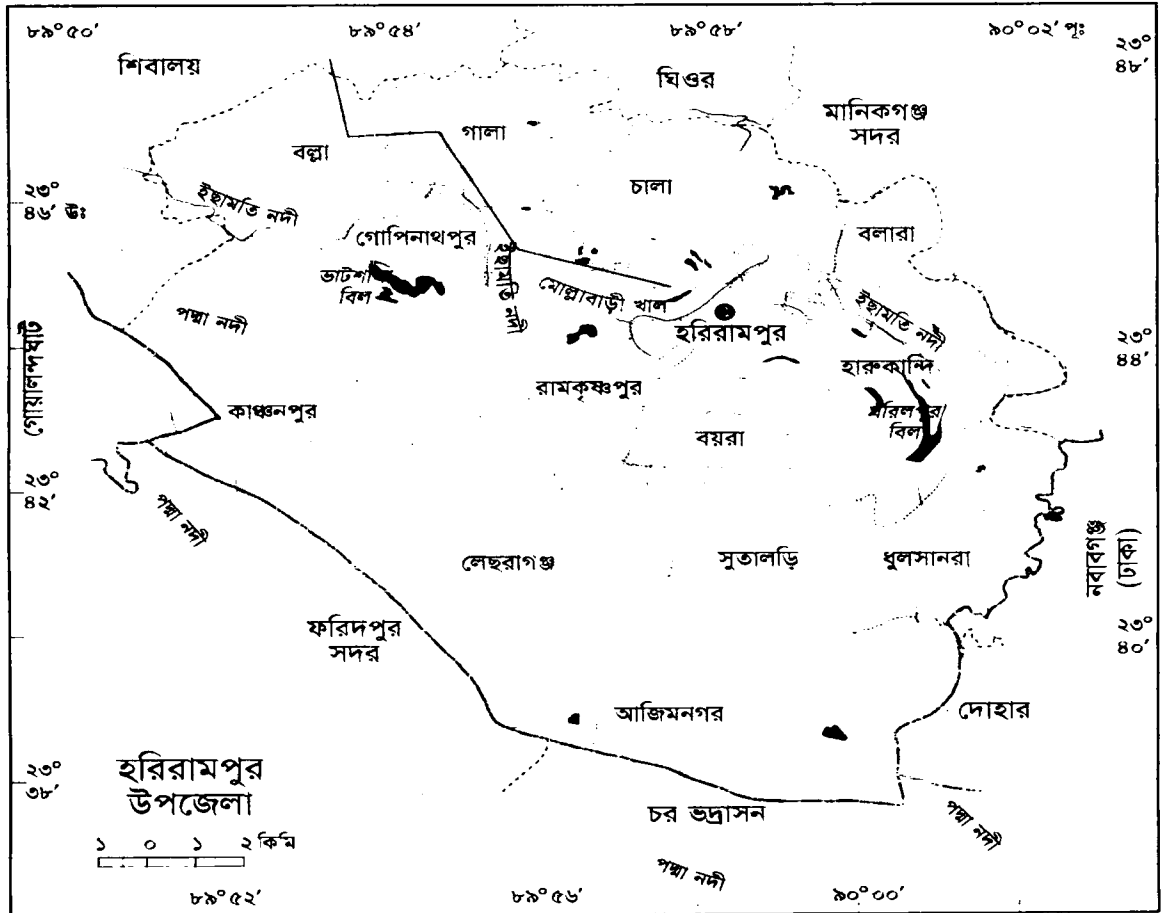 ৮৯° ৫০′
৮৯° ৫৪′
৮৯° ৫৮′
৯০° ০২′ পূঃ
২৩°
৪৮′
শিবালয়
ঘিওর
মানিকগঞ্জ
সদর
গালা
বল্লা
চালা
২৩°
৪৬′ উঃ
ইছামতি নদী
বলারা
গোপিনাথপুর
ভাটশা
বিল
ইছামতি নদী
মোল্লাবাড়ী খাল
পদ্মা নদী
হরিরামপুর
ইছামতি নদী
২৩°
৪৪′
গোয়ালন্দঘাট
হারুকান্দি
রামকৃষ্ণপুর
কাঞ্চনপুর
বিল
বয়রা
২৩°
৪২′
পদ্মা নদী
লেছরাগঞ্জ
সুতালড়ি
ধুলসানরা
নবাবগঞ্জ
(ঢাকা)
ফরিদপুর
সদর
২৩°
৪০′
আজিমনগর
দোহার
২৩°
৩৮′
হরিরামপুর
উপজেলা
চর ভদ্রাসন
পদ্মা নদী
১ ০ ১ ২ কিমি
পদ্মা নদী
৮৯° ৫২′
৮৯° ৫৬′
৯০° ০০′